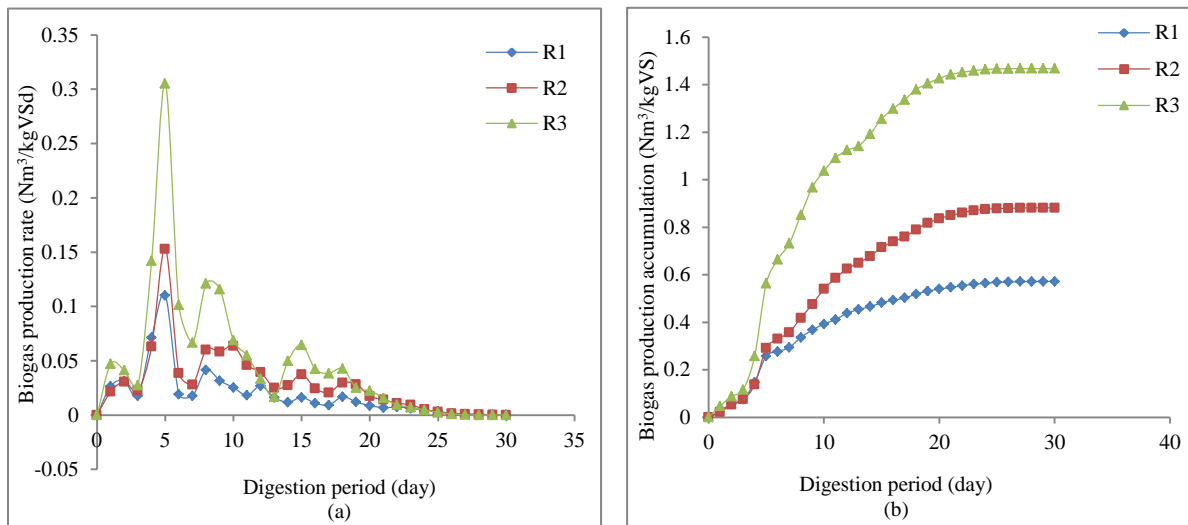 Biogas production rate (Nm³/kgVSd)
0.35
0.3
0.25
0.2
0.15
0.1
0.05
0
-0.05
R1
R2
R3
0 5 10 15 20 25 30 35
Digestion period (day)
(a)
Biogas production accumulation (Nm³/kgVS)
1.6
1.4
1.2
1
0.8
0.6
0.4
0.2
0
R1
R2
R3
0 10 20 30 40
Digestion period (day)
(b)